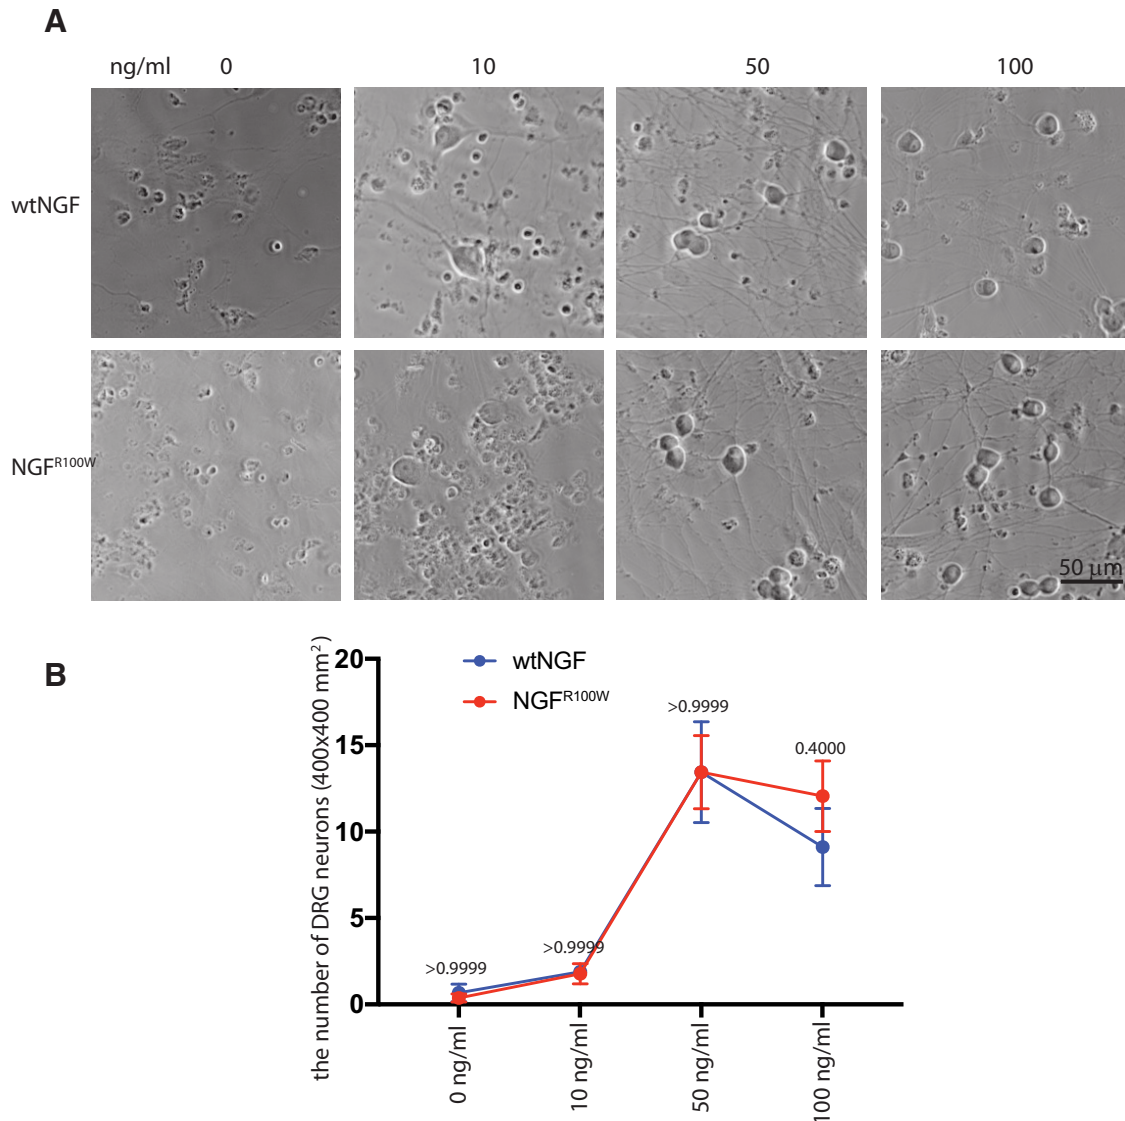 A
ng/ml 0 10 50 100
wtNGF
NGFR100W
50 µm
B
the number of DRG neurons (400x400 mm²)
20
15
10
5
0
wtNGF
NGFR100W
>0.9999
>0.9999
>0.9999
0.4000
0 ng/ml
10 ng/ml
50 ng/ml
100 ng/ml